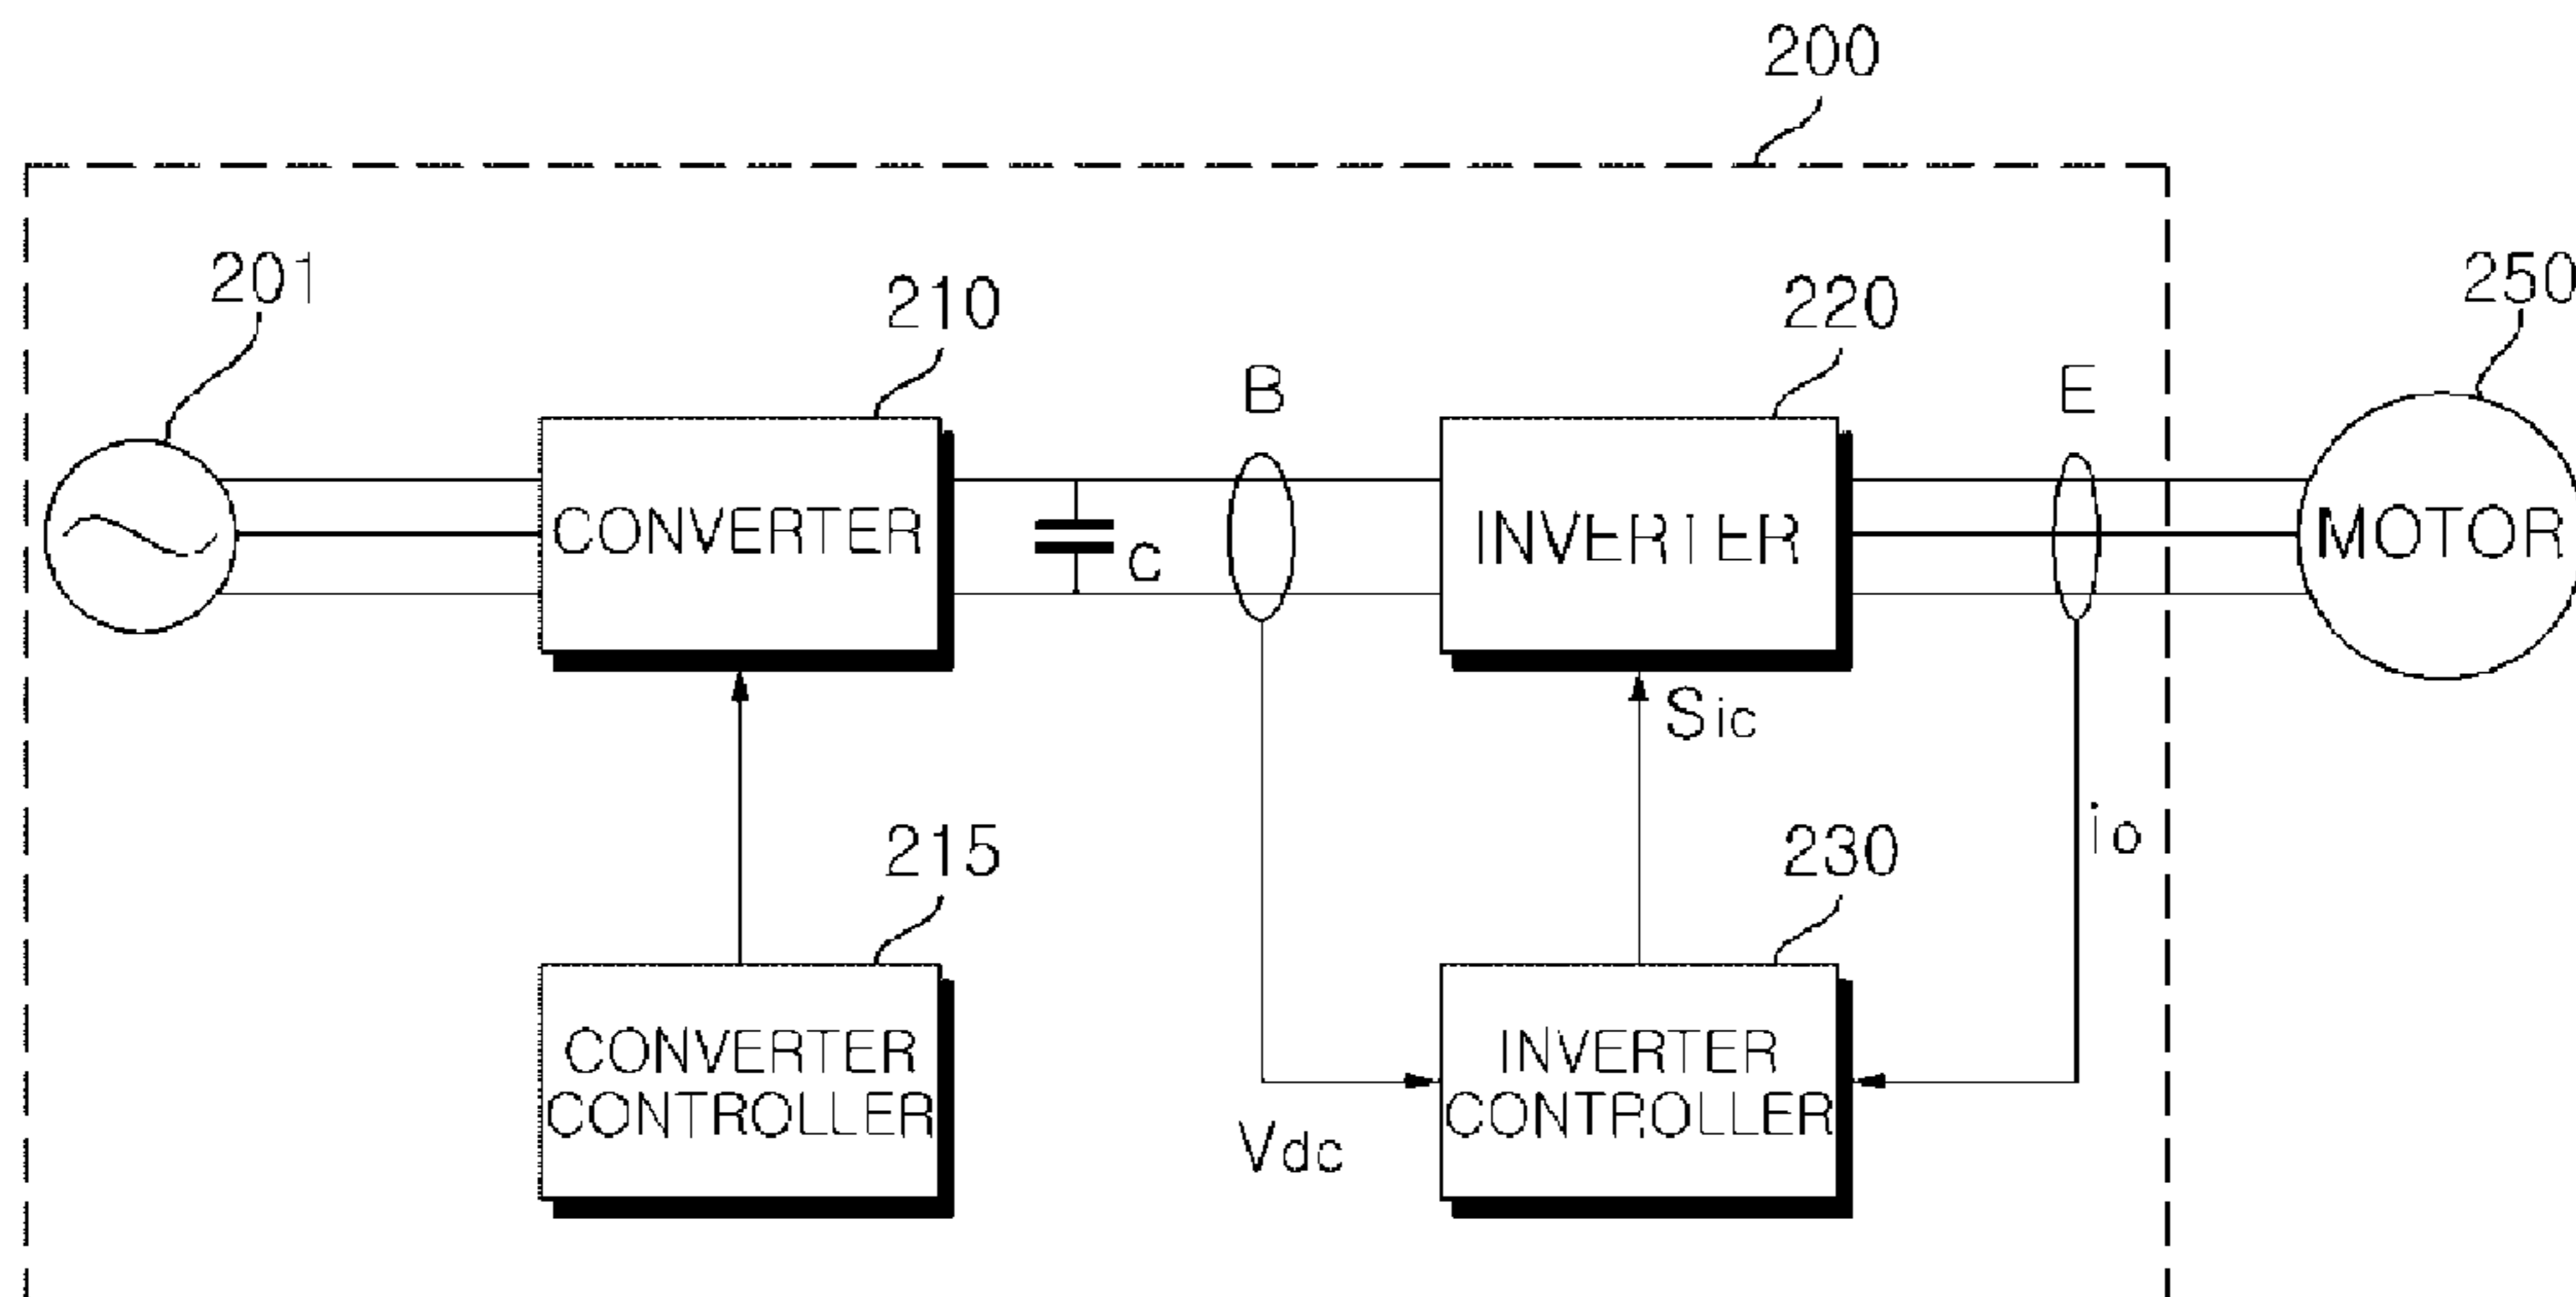 200
201
210
220
250
B
E
CONVERTER
C
INVERTER
MOTOR
Sic
io
215
230
CONVERTER
CONTROLLER
INVERTER
CONTROLLER
Vdc